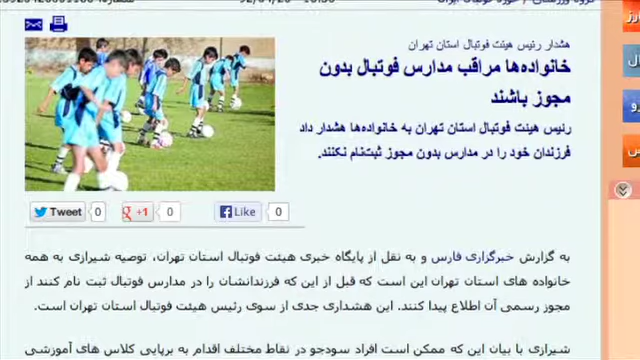 هشدار رئیس هیئت فوتبال استان تهران
خانواده‌ها مراقب مدارس فوتبال بدون
مجوز باشند
رئیس هیئت فوتبال استان تهران به خانواده‌ها هشدار داد
فرزندان خود را در مدارس بدون مجوز ثبت‌نام نکنند.
Tweet 0 +1 0 Like 0
به گزارش خبرگزاری فارس و به نقل از پایگاه خبری هیئت فوتبال استان تهران، توصیه شیرازی به همه
خانواده های استان تهران این است که قبل از این که فرزندانشان را در مدارس فوتبال ثبت نام کنند از
مجوز رسمی آن اطلاع پیدا کنند. این هشداری جدی از سوی رئیس هیئت فوتبال استان تهران است.
شیرازی با بیان این که ممکن است افراد سودجو در نقاط مختلف اقدام به برپایی کلاس های آموزشی